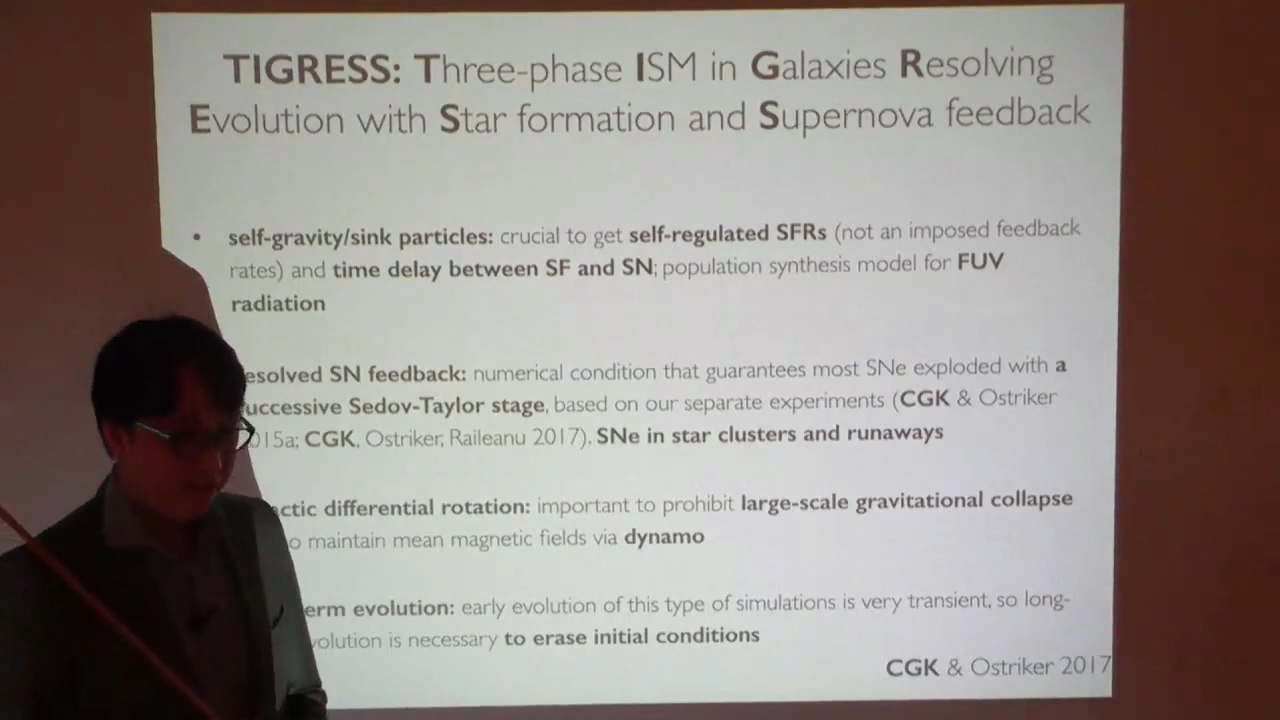 TIGRESS: Three-phase ISM in Galaxies Resolving
Evolution with Star formation and Supernova feedback
• self-gravity/sink particles: crucial to get self-regulated SFRs (not an imposed feedback
rates) and time delay between SF and SN; population synthesis model for FUV
radiation
esolved SN feedback: numerical condition that guarantees most SNe exploded with a
uccessive Sedov-Taylor stage, based on our separate experiments (CGK & Ostriker
015a; CGK, Ostriker, Raileanu 2017). SNe in star clusters and runaways
ctic differential rotation: important to prohibit large-scale gravitational collapse
o maintain mean magnetic fields via dynamo
erm evolution: early evolution of this type of simulations is very transient, so long-
volution is necessary to erase initial conditions
CGK & Ostriker 2017